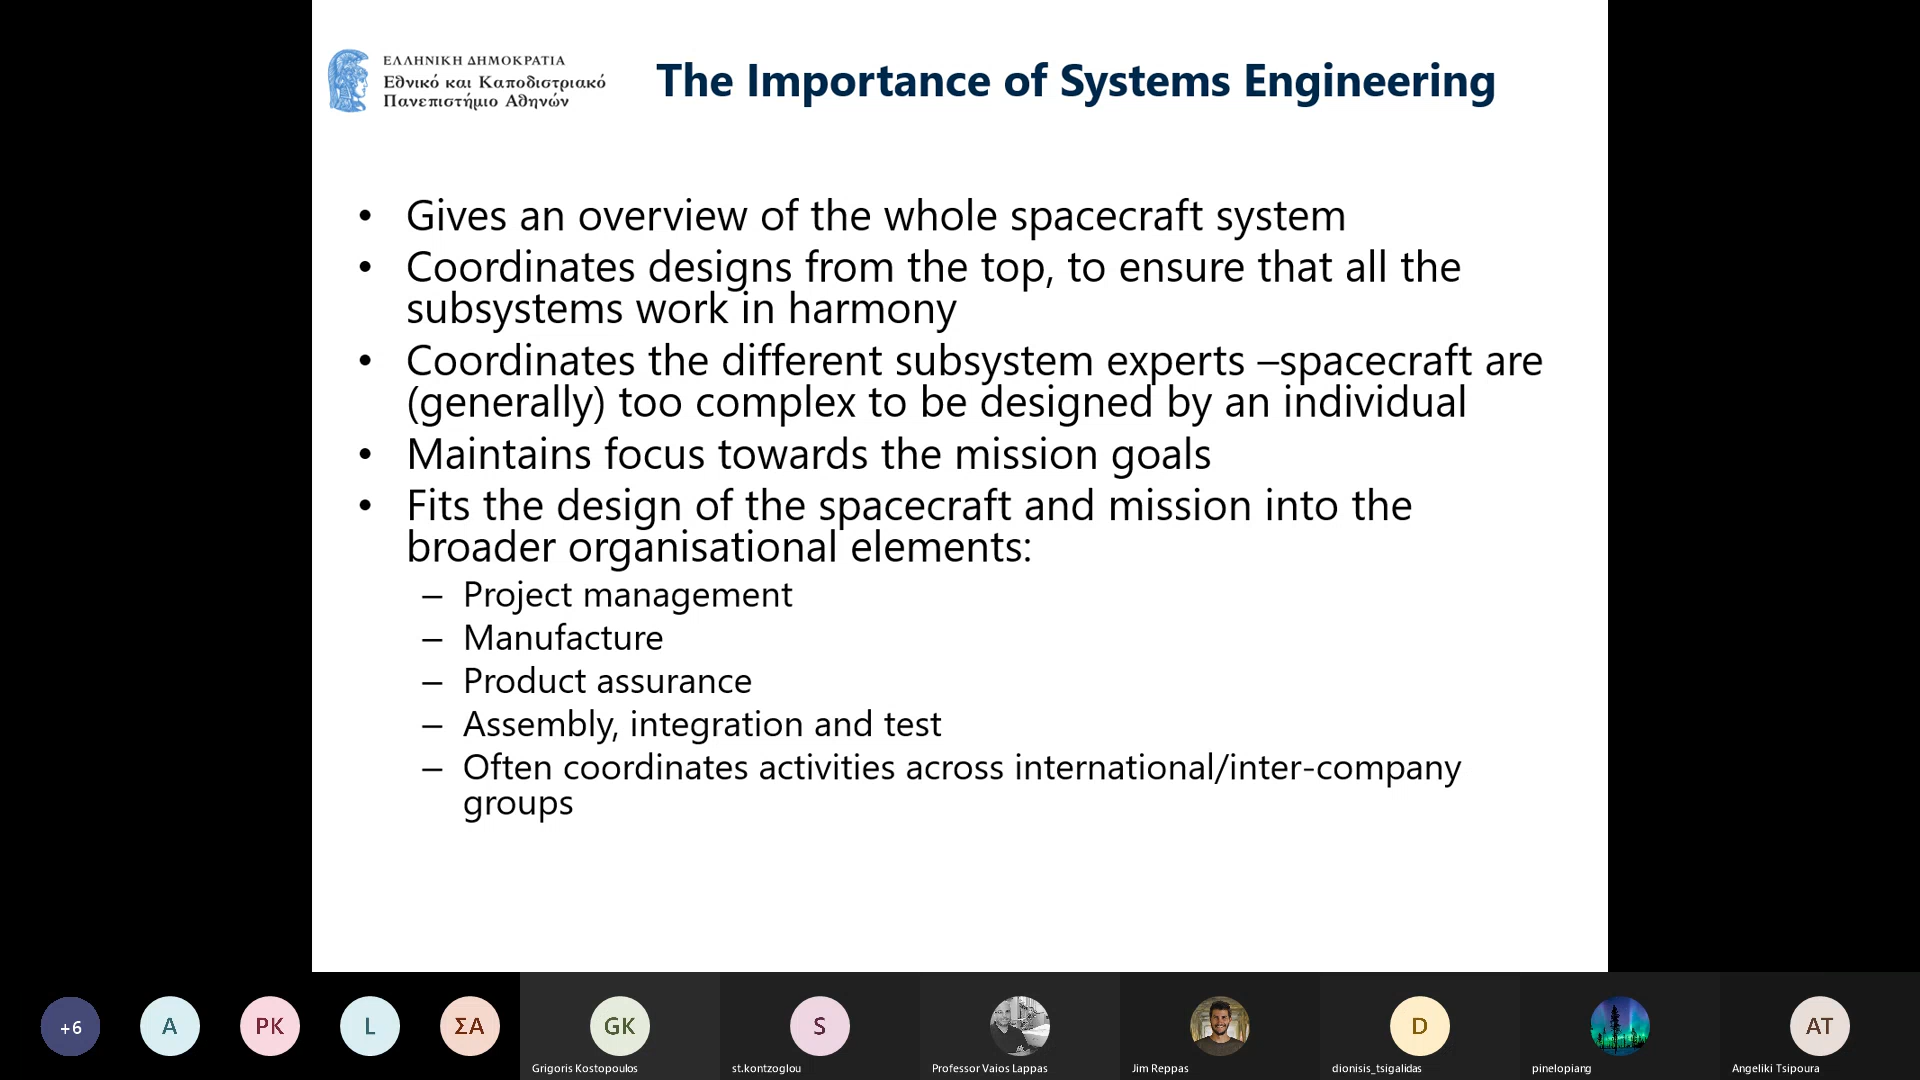 ΕΛΛΗΝΙΚΗ ΔΗΜΟΚΡΑΤΙΑ
Εθνικό και Καποδιστριακό
Πανεπιστήμιο Αθηνών
The Importance of Systems Engineering
• Gives an overview of the whole spacecraft system
• Coordinates designs from the top, to ensure that all the
subsystems work in harmony
• Coordinates the different subsystem experts –spacecraft are
(generally) too complex to be designed by an individual
• Maintains focus towards the mission goals
• Fits the design of the spacecraft and mission into the
broader organisational elements:
– Project management
– Manufacture
– Product assurance
– Assembly, integration and test
– Often coordinates activities across international/inter-company
groups
+6
A
PK
L
ΣΑ
GK
S
D
AT
Grigoris Kostopoulos
st.kontzoglou
Professor Vaios Lappas
Jim Reppas
dionisis_tsigalidas
pinelopiang
Angeliki Tsipoura